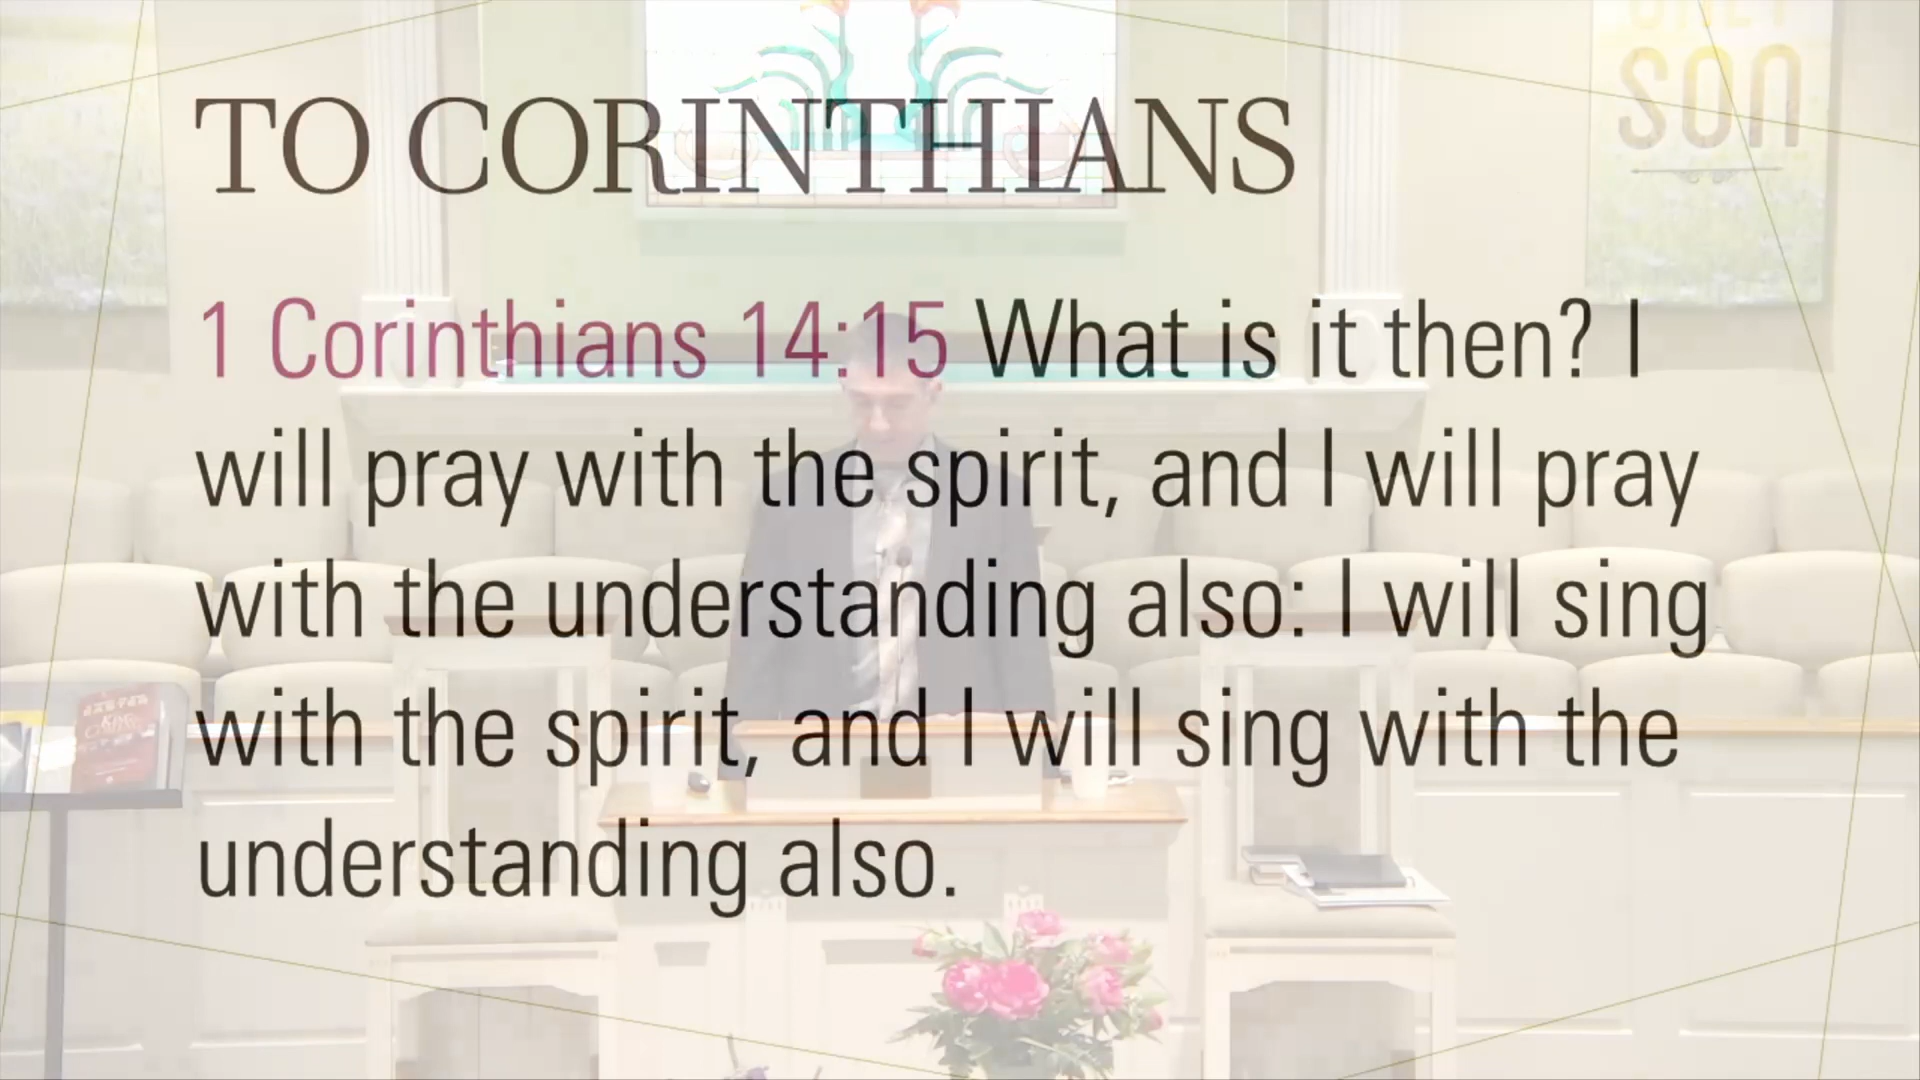 TO CORINTHIANS
SON
1 Corinthians 14:15 What is it then? I
will pray with the spirit, and I will pray
with the understanding also: I will sing
with the spirit, and I will sing with the
understanding also.